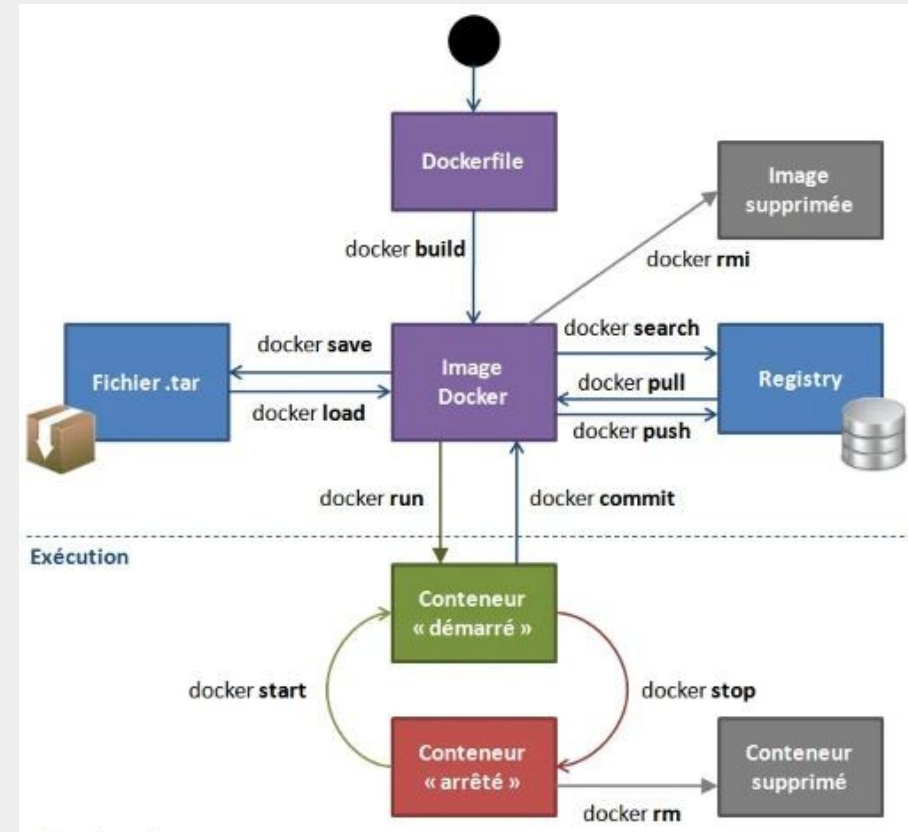 Dockerfile
Image
supprimée
docker build
docker rmi
docker save
docker search
Fichier .tar
Image
Docker
docker pull
Registry
docker load
docker push
docker run
docker commit
Exécution
Conteneur
« démarré »
docker start
docker stop
Conteneur
« arrêté »
Conteneur
supprimé
docker rm